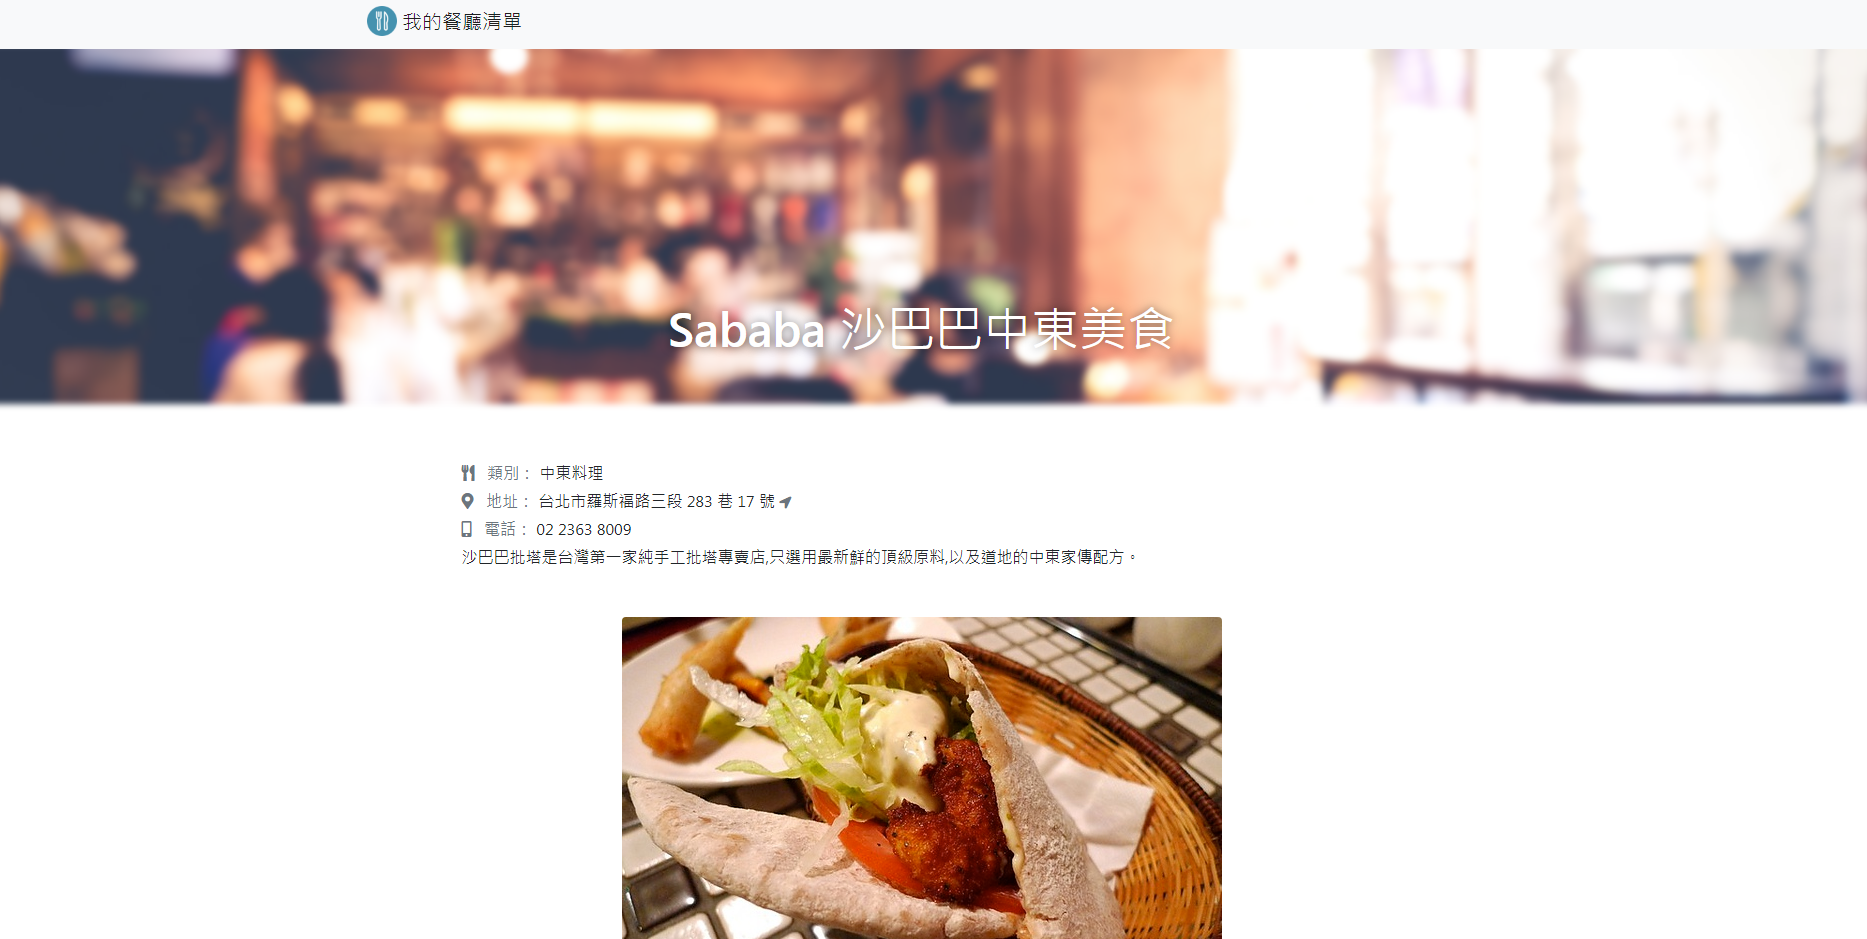 我的餐廳清單
Sababa 沙巴巴中東美食
類別： 中東料理
地址： 台北市羅斯福路三段 283 巷 17 號
電話： 02 2363 8009
沙巴巴批塔是台灣第一家純手工批塔專賣店,只選用最新鮮的頂級原料,以及道地的中東家傳配方。